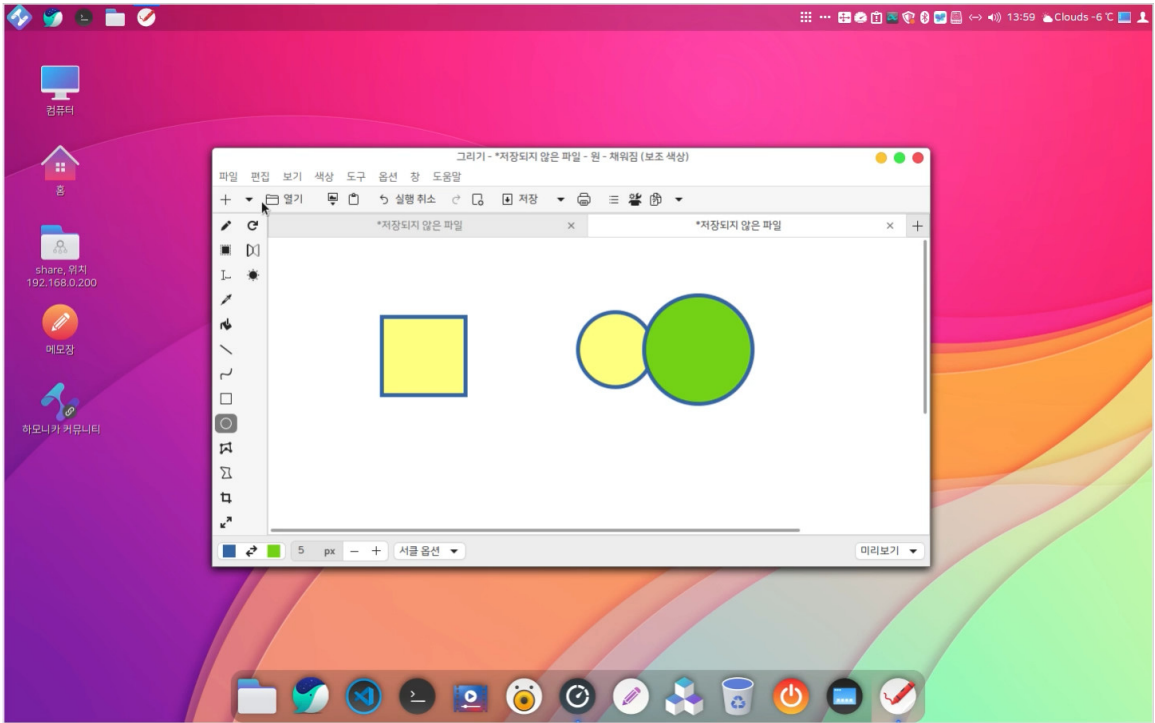 13:59 Clouds -6 ℃
컴퓨터
홈
share, 위치
192.168.0.200
메모장
하모니카 커뮤니티
그리기 - *저장되지 않은 파일 - 원 - 채워짐 (보조 색상)
파일 편집 보기 색상 도구 옵션 창 도움말
열기 실행 취소 저장
*저장되지 않은 파일 *저장되지 않은 파일
5 px 서클 옵션 미리보기